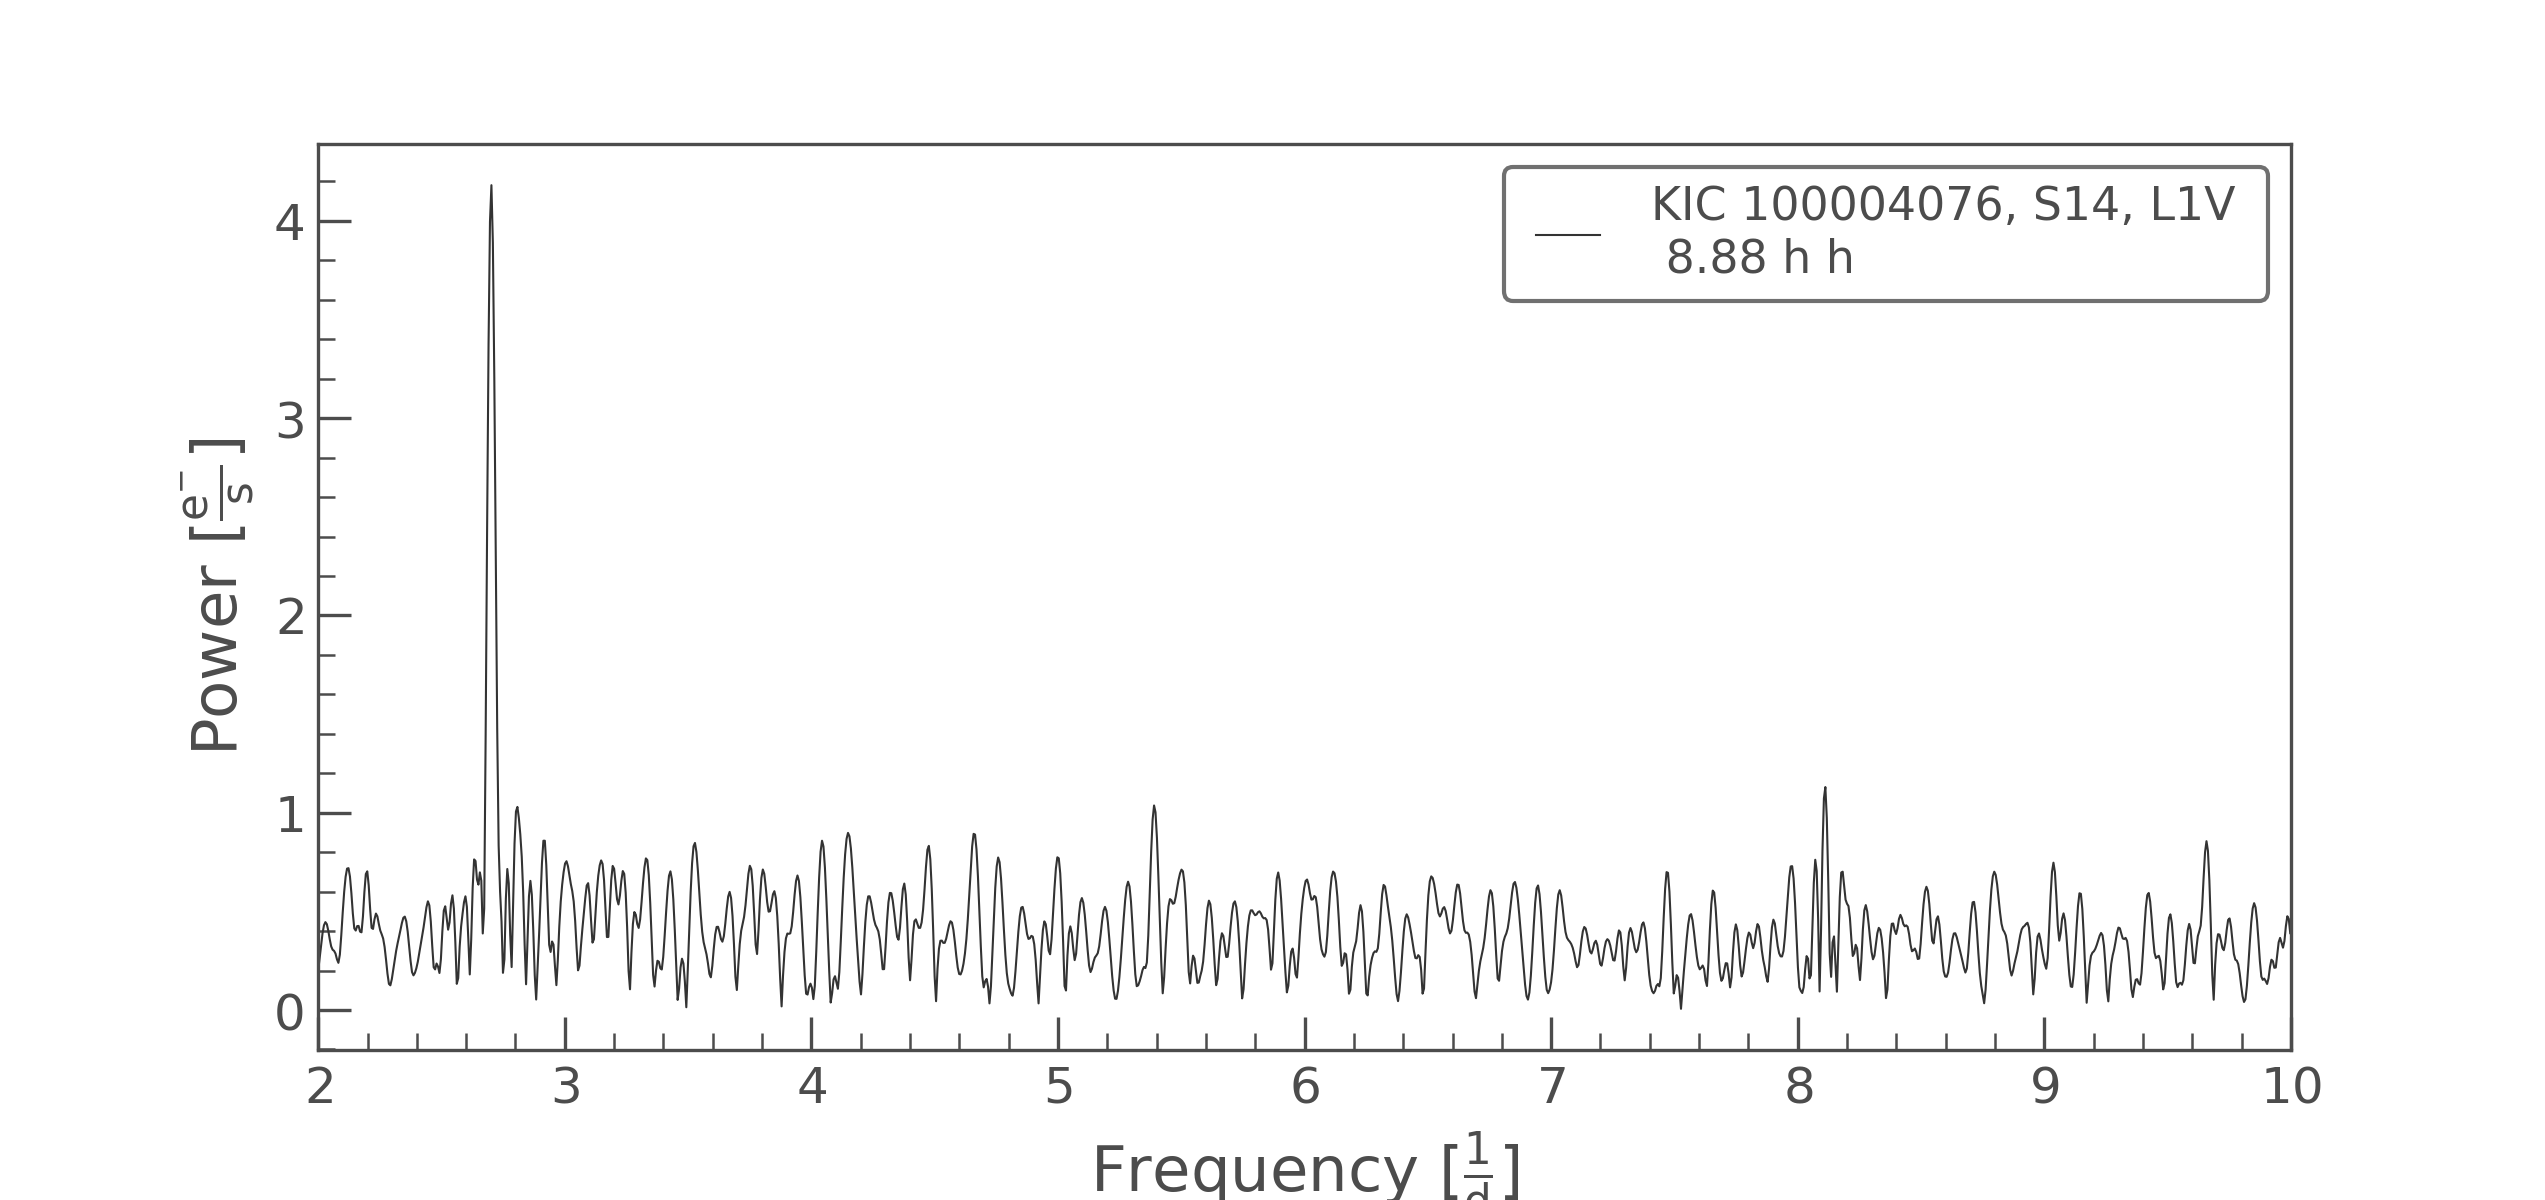 KIC 100004076, S14, L1V
8.88 h h
4
3
2
1
0
Power [e⁻/s]
2 3 4 5 6 7 8 9 10
Frequency [1/d]